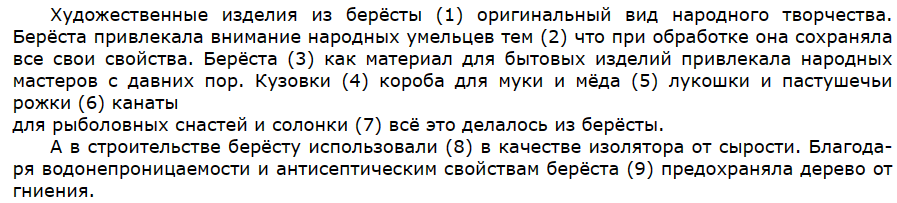 Художественные изделия из берёсты (1) оригинальный вид народного творчества.
Берёста привлекала внимание народных умельцев тем (2) что при обработке она сохраняла
все свои свойства. Берёста (3) как материал для бытовых изделий привлекала народных
мастеров с давних пор. Кузовки (4) короба для муки и мёда (5) лукошки и пастушечьи
рожки (6) канаты
для рыболовных снастей и солонки (7) всё это делалось из берёсты.
А в строительстве берёсту использовали (8) в качестве изолятора от сырости. Благода-
ря водонепроницаемости и антисептическим свойствам берёста (9) предохраняла дерево от
гниения.